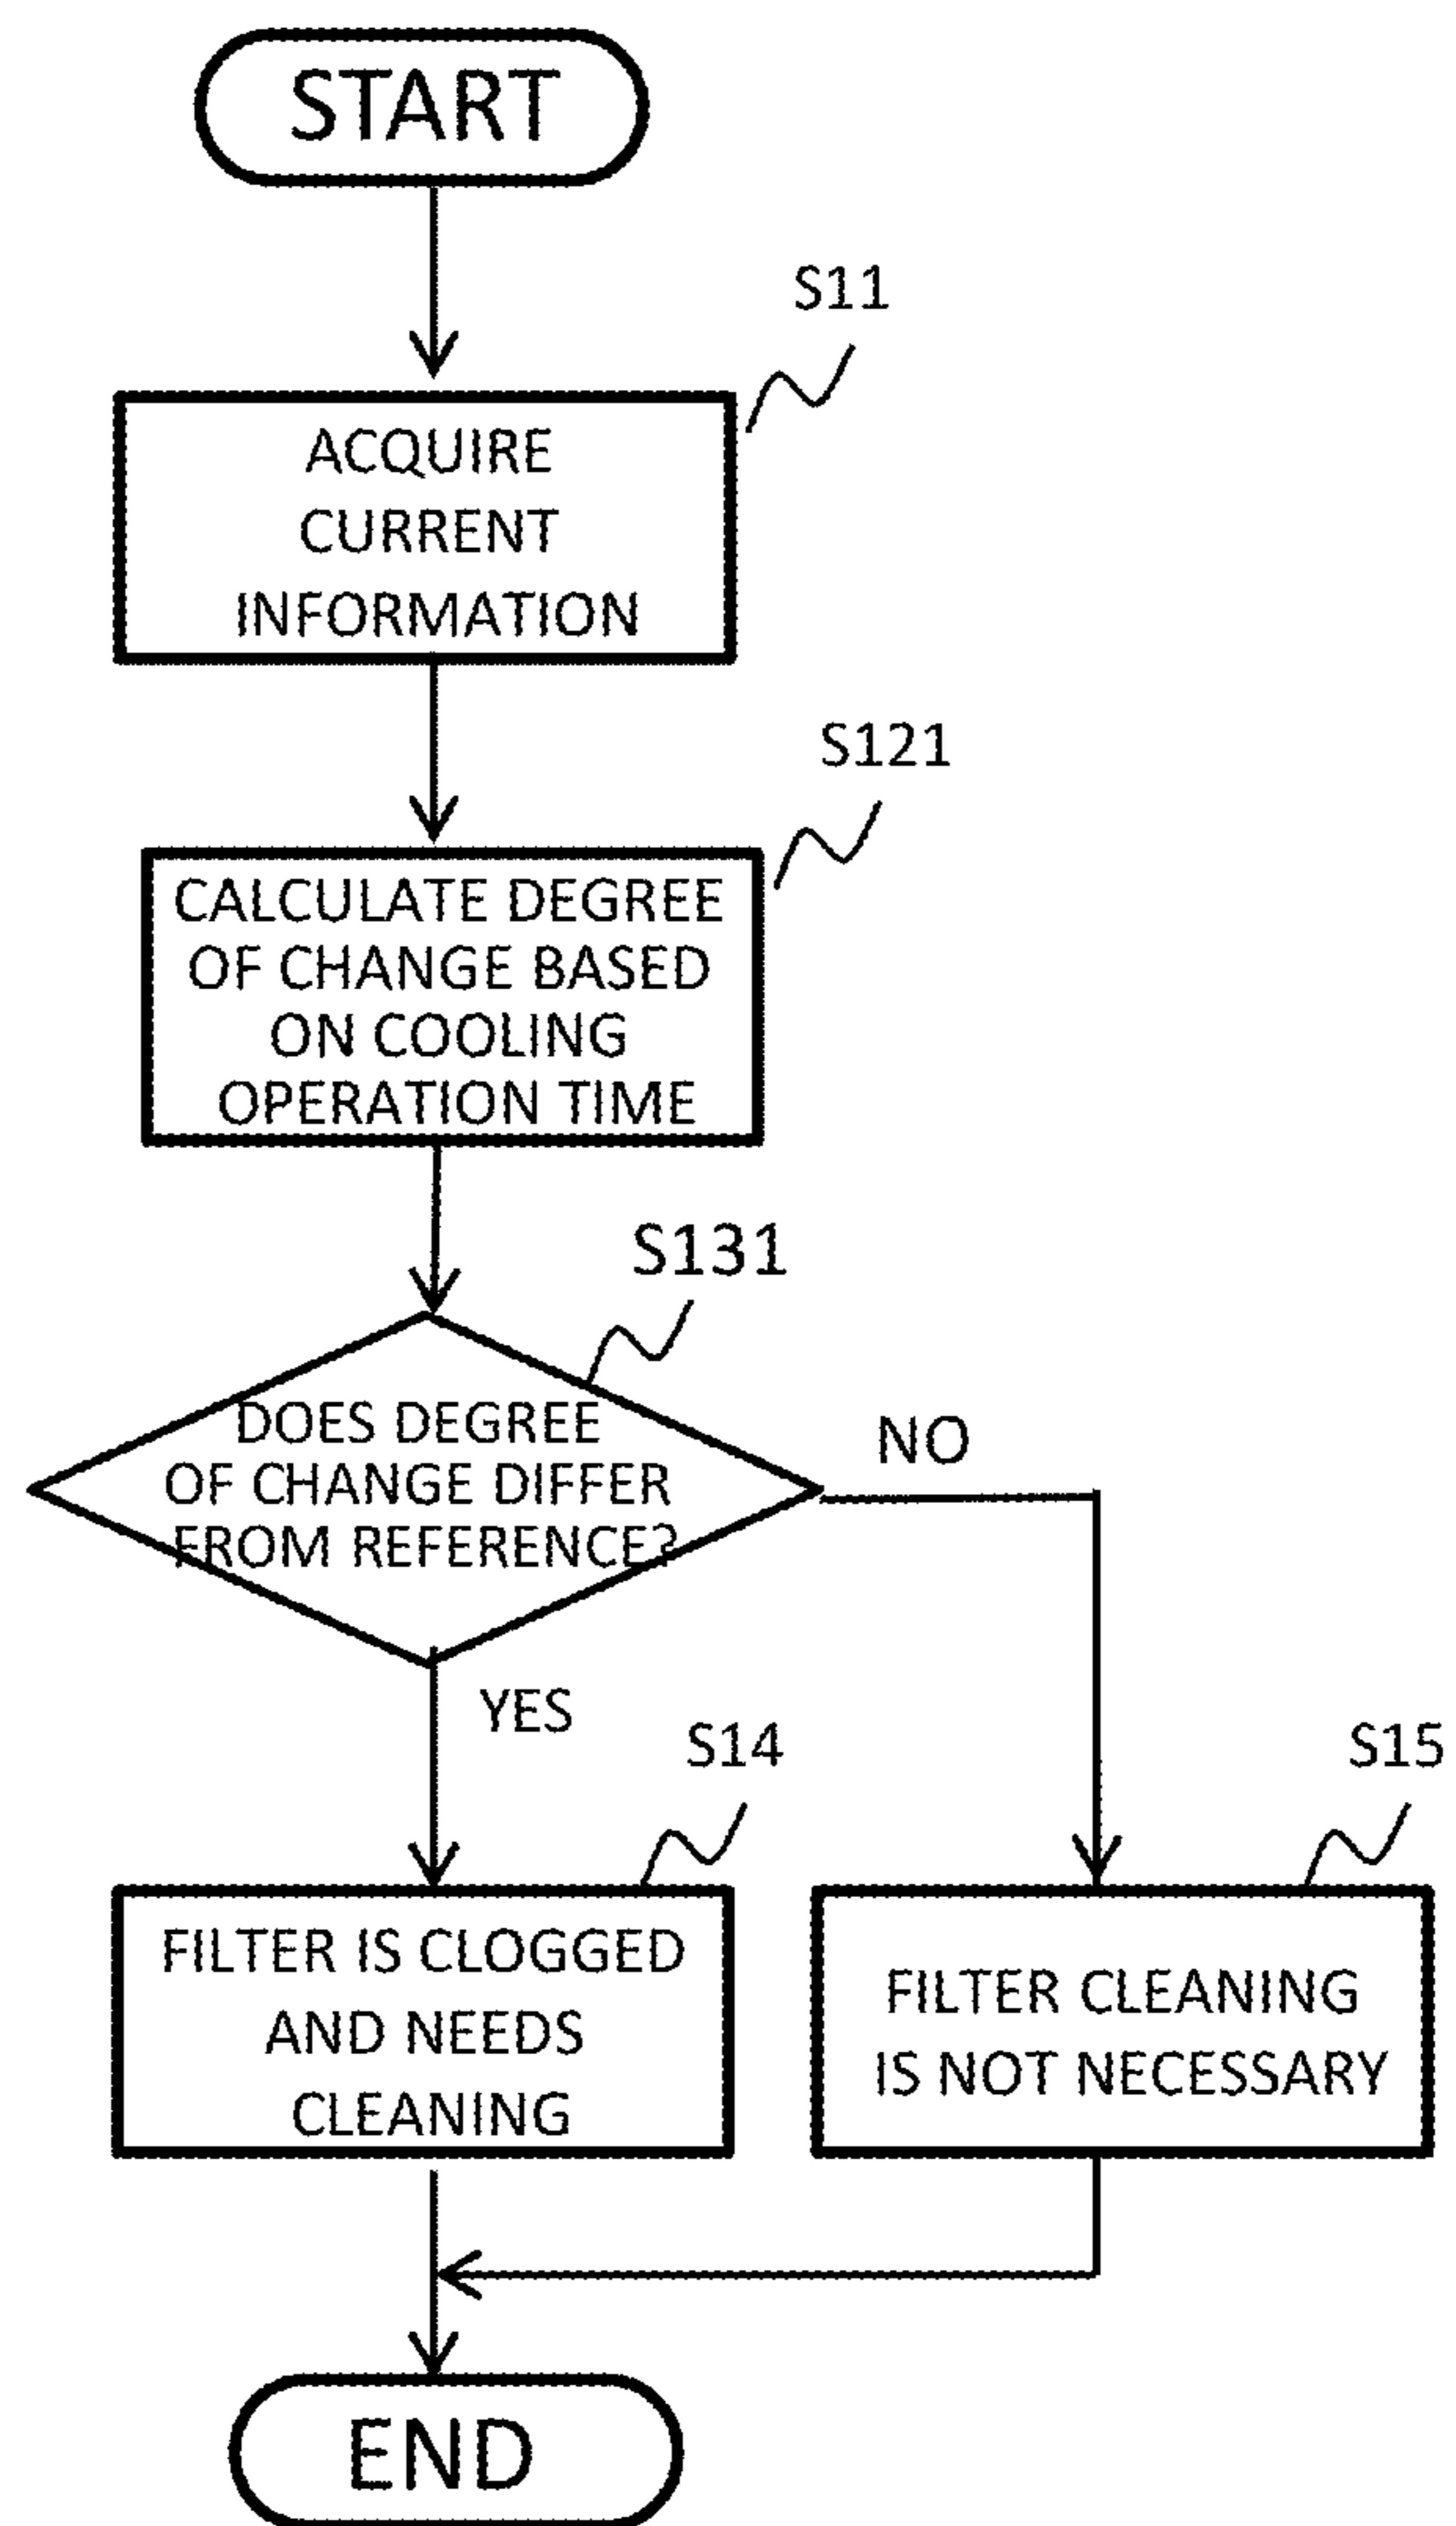 START
S11
ACQUIRE
CURRENT
INFORMATION
S121
CALCULATE DEGREE
OF CHANGE BASED
ON COOLING
OPERATION TIME
S131
DOES DEGREE
OF CHANGE DIFFER
FROM REFERENCE?
NO
YES
S14
FILTER IS CLOGGED
AND NEEDS
CLEANING
S15
FILTER CLEANING
IS NOT NECESSARY
END